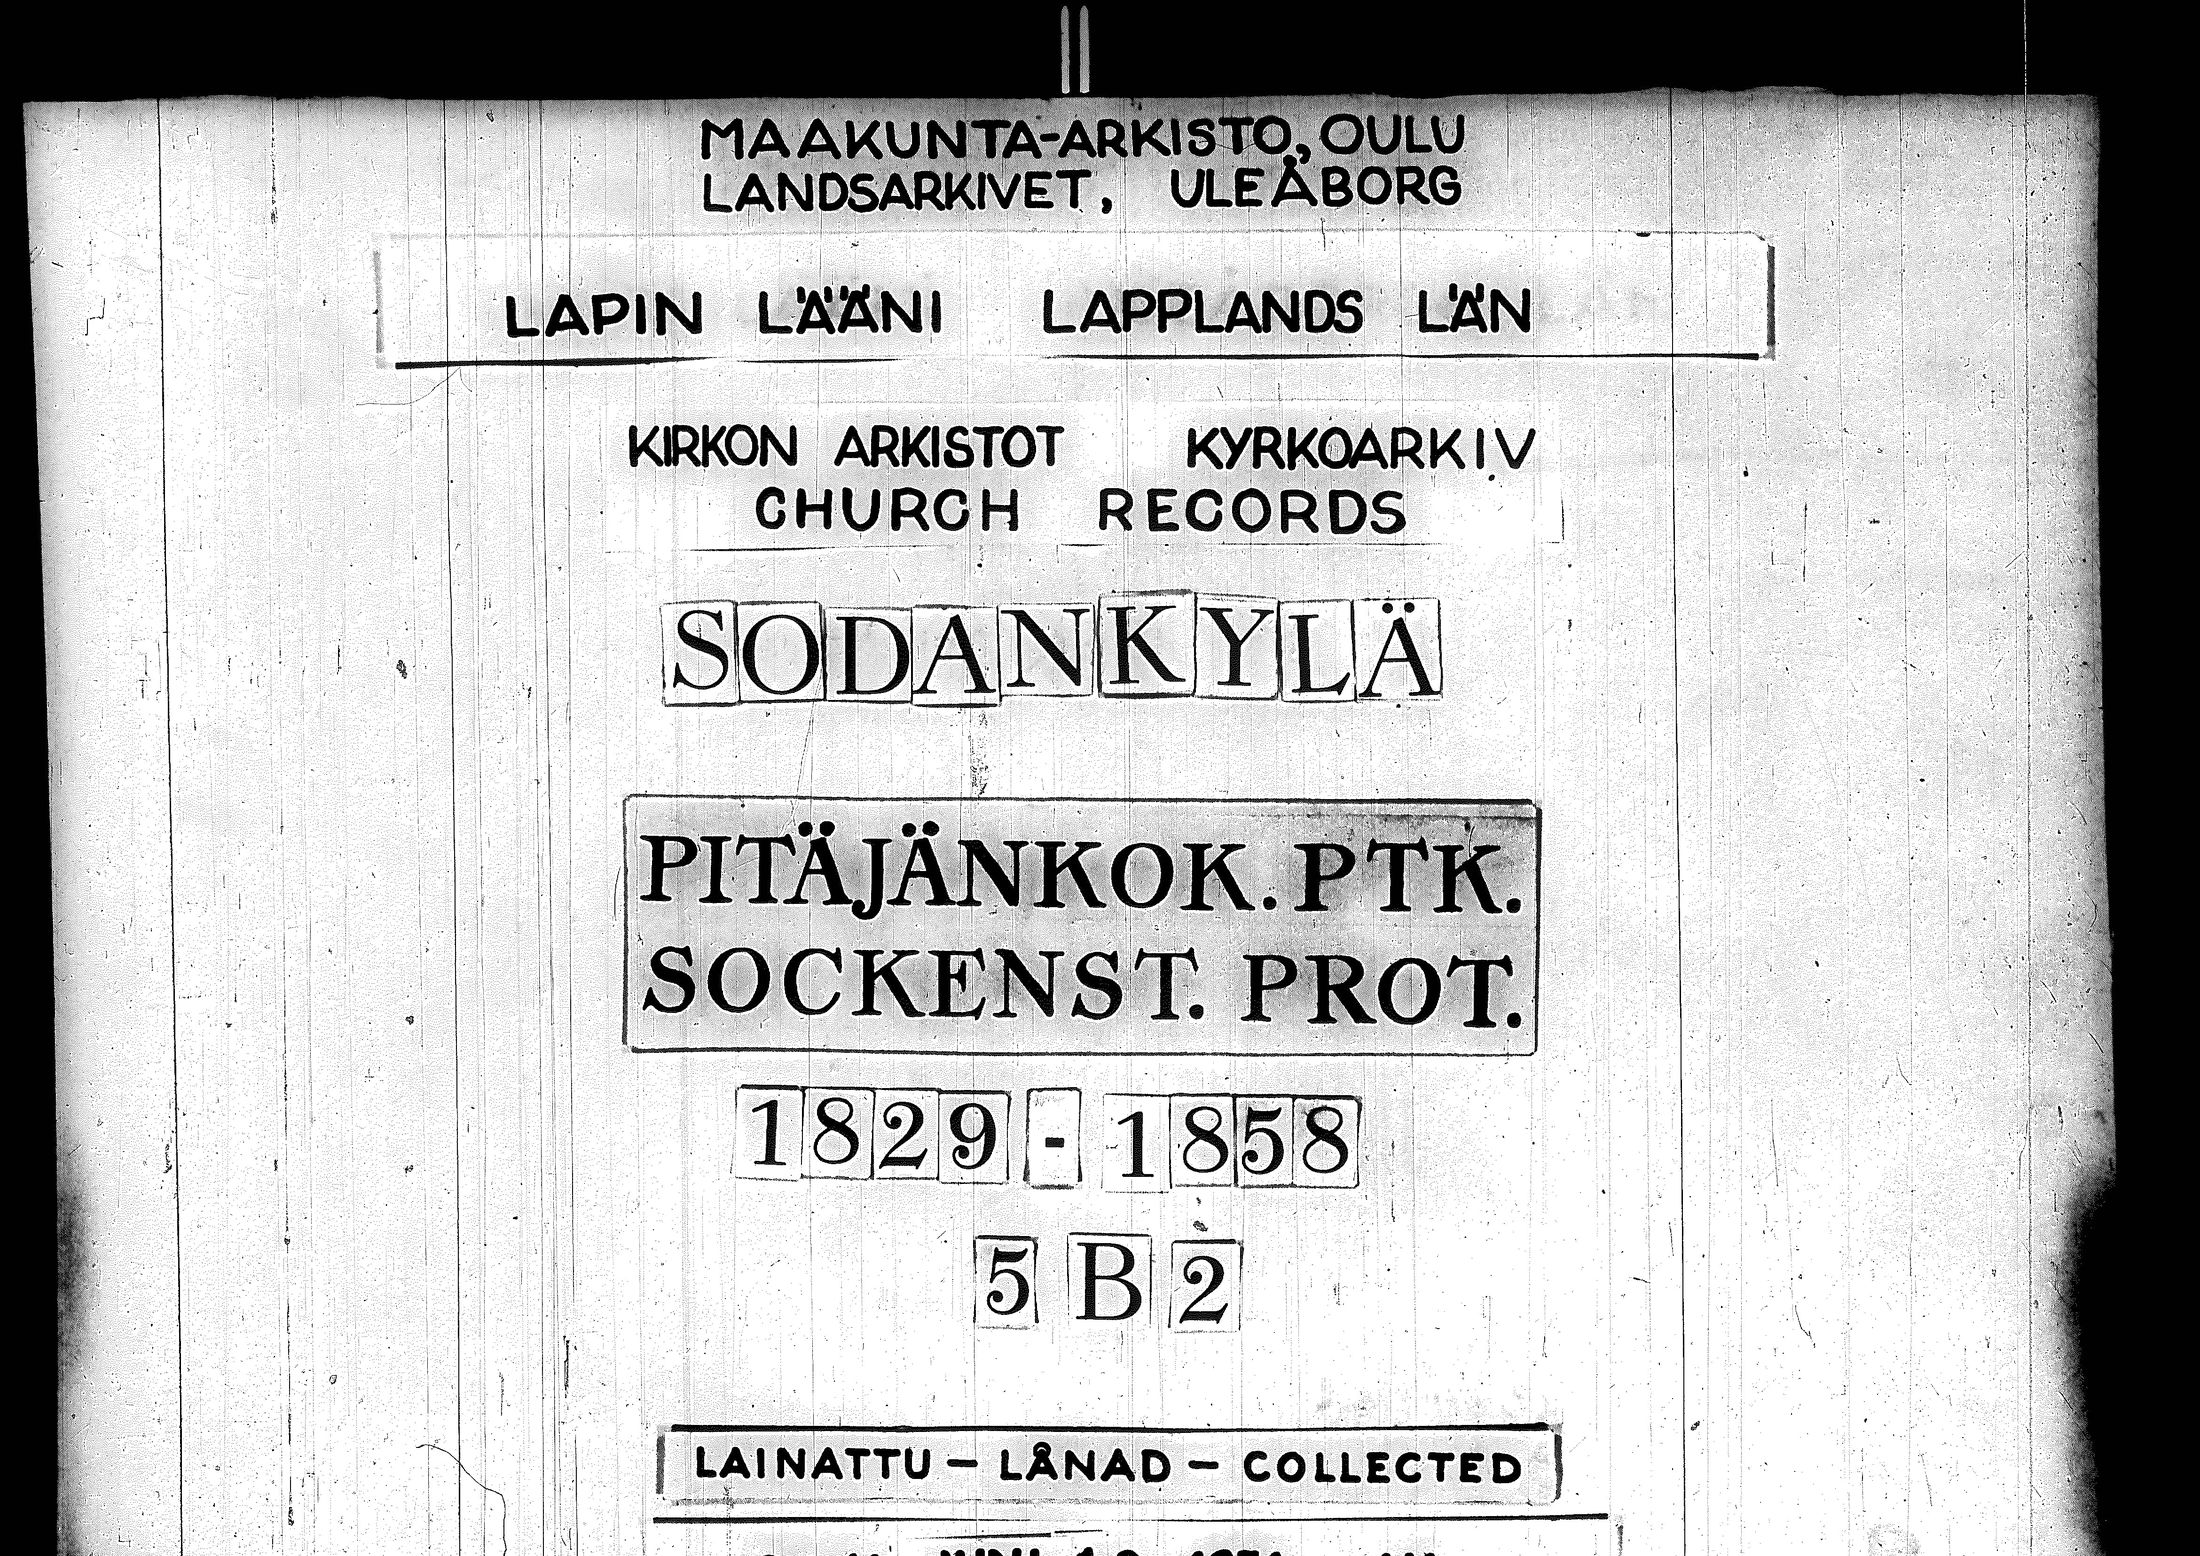 MAAKUNTA-ARKISTO, OULU
LANDSARKIVET, ULEÅBORG
LAPIN LÄÄNI LAPPLANDS LÄN
KIRKON ARKISTOT KYRKOARKIV
CHURCH RECORDS
SODANKYLÄ
PITÄJÄNKOK. PTK.
SOCKENST. PROT.
1829 - 1858
5 B 2
LAINATTU - LÅNAD - COLLECTED